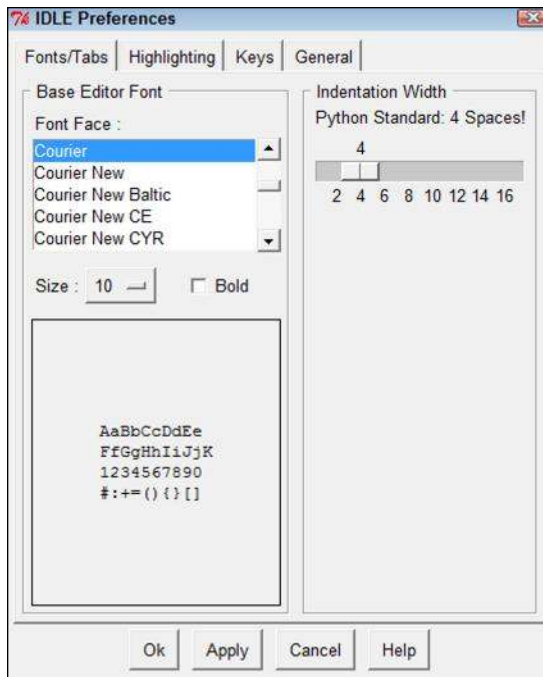 IDLE Preferences
Fonts/Tabs Highlighting Keys General
Base Editor Font
Font Face :
Courier
Courier New
Courier New Baltic
Courier New CE
Courier New CYR
Size : 10 Bold
AaBbCcDdEe
FfGgHhIiJjK
1234567890
#:+=(){}[]
Indentation Width
Python Standard: 4 Spaces!
4
2 4 6 8 10 12 14 16
Ok Apply Cancel Help